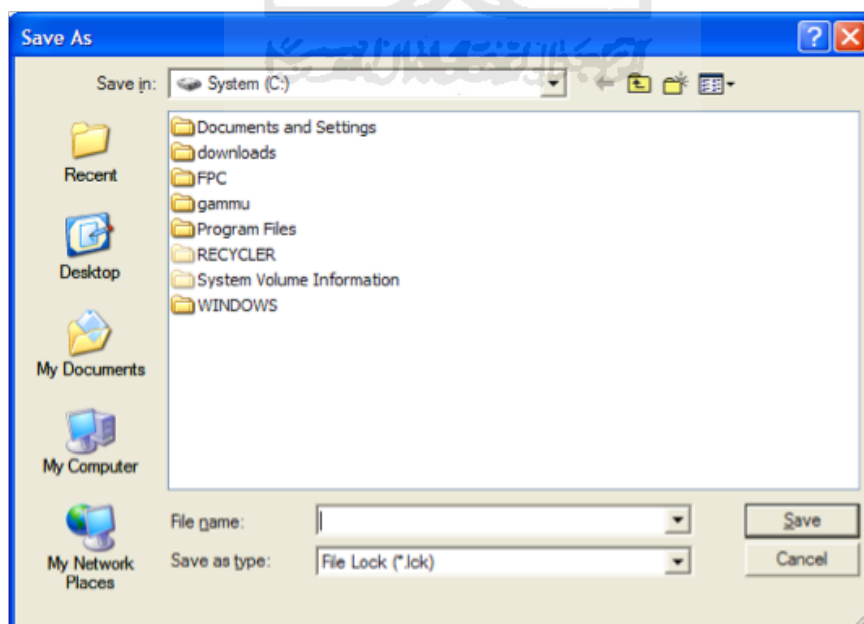 Save As
Save in: System (C:)
Documents and Settings
downloads
FPC
gammu
Program Files
RECYCLER
System Volume Information
WINDOWS
Recent
Desktop
My Documents
My Computer
My Network
Places
File name:
Save
Save as type: File Lock (*.lck)
Cancel